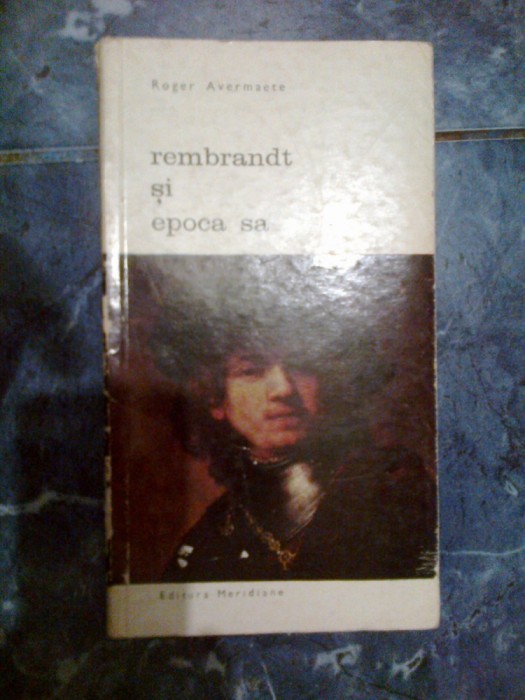 Roger Avermaete
rembrandt
și
epoca sa
Editura Meridiane